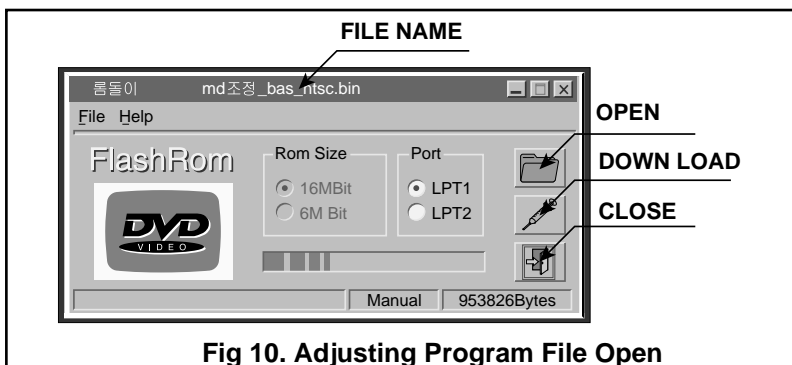 FILE NAME
롬돌이 md조정_bas_ntsc.bin
File Help
OPEN
FlashRom
Rom Size
Port
16MBit
LPT1
DOWN LOAD
6M Bit
LPT2
CLOSE
DVD
VIDEO
Manual
953826Bytes
Fig 10. Adjusting Program File Open